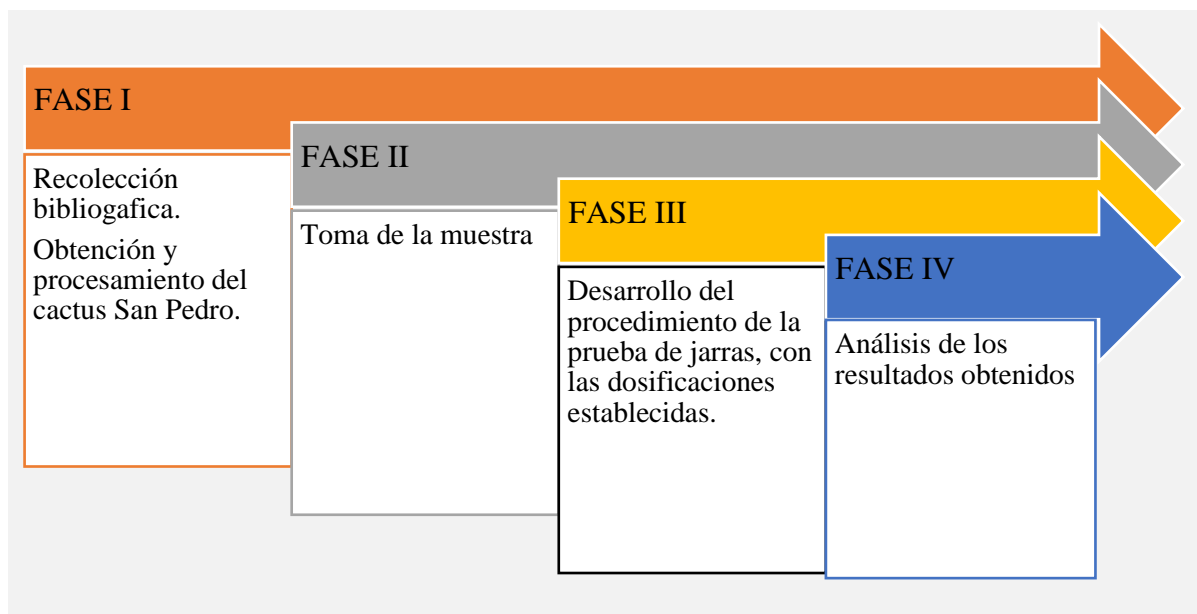 FASE I
Recolección
bibliogafica.
Obtención y
procesamiento del
cactus San Pedro.
FASE II
Toma de la muestra
FASE III
Desarrollo del
procedimiento de la
prueba de jarras, con
las dosificaciones
establecidas.
FASE IV
Análisis de los
resultados obtenidos